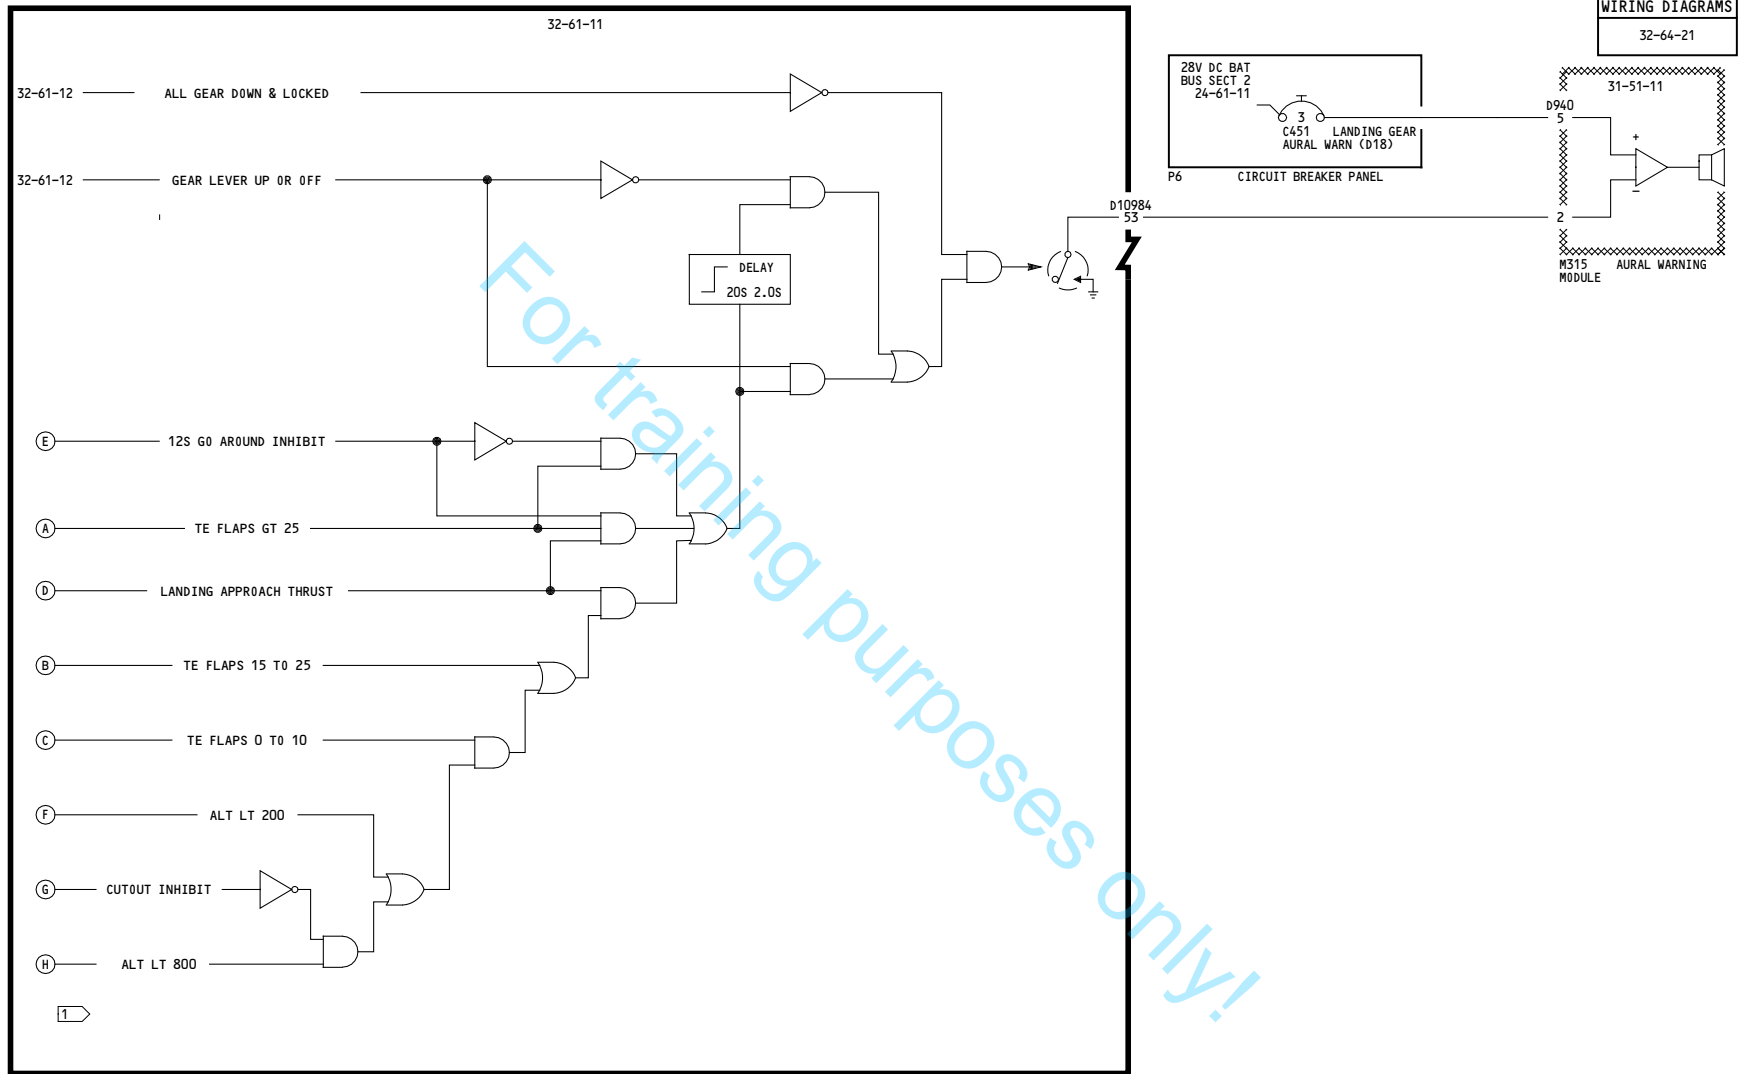 WIRING DIAGRAMS
32-64-21
32-61-11
32-61-12
ALL GEAR DOWN & LOCKED
32-61-12
GEAR LEVER UP OR OFF
DELAY
20S 2.0S
28V DC BAT
BUS SECT 2
24-61-11
3
C451 LANDING GEAR
AURAL WARN (D18)
P6 CIRCUIT BREAKER PANEL
D10984
53
D940
5
2
31-51-11
+
−
M315 AURAL WARNING
MODULE
E 12S GO AROUND INHIBIT
A TE FLAPS GT 25
D LANDING APPROACH THRUST
B TE FLAPS 15 TO 25
C TE FLAPS 0 TO 10
F ALT LT 200
G CUTOUT INHIBIT
H ALT LT 800
1
For training purposes only!